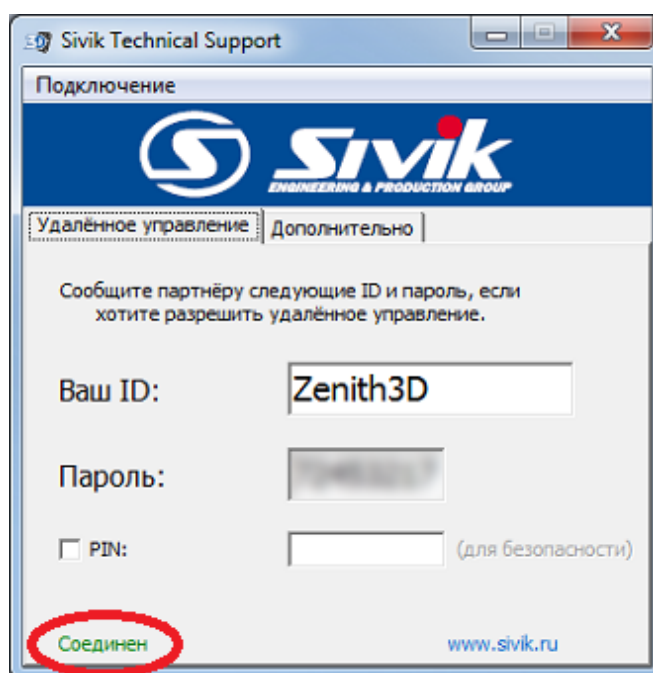 Sivik Technical Support
Подключение
Sivik
ENGINEERING & PRODUCTION GROUP
Удалённое управление Дополнительно
Сообщите партнёру следующие ID и пароль, если
хотите разрешить удалённое управление.
Ваш ID: Zenith3D
Пароль:
PIN: (для безопасности)
Соединен www.sivik.ru